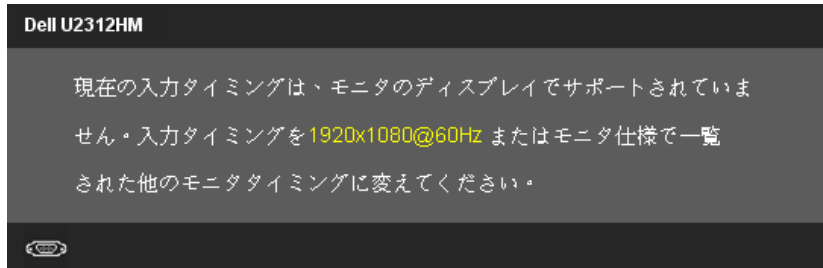 Dell U2312HM
現在の入力タイミングは、モニタのディスプレイでサポートされていま
せん。入力タイミングを1920x1080@60Hz またはモニタ仕様で一覧
された他のモニタタイミングに変えてください。